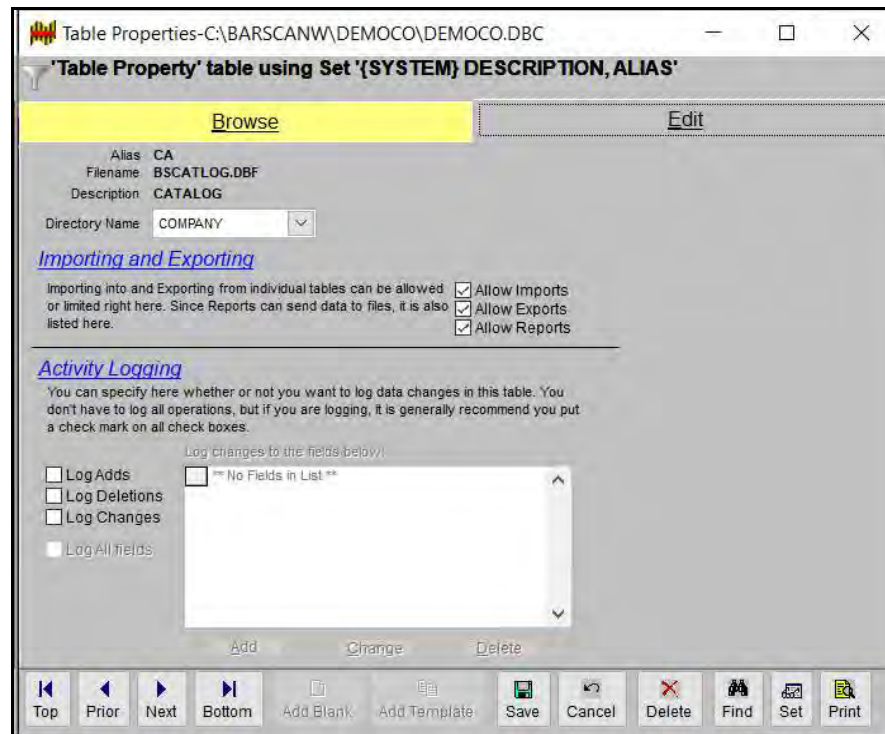 Table Properties-C:\BARSCANW\DEMOCO\DEMOCO.DBC
'Table Property' table using Set '{SYSTEM} DESCRIPTION, ALIAS'
Browse
Edit
Alias CA
Filename BSCATLOG.DBF
Description CATALOG
Directory Name COMPANY
Importing and Exporting
Importing into and Exporting from individual tables can be allowed
or limited right here. Since Reports can send data to files, it is also
listed here.
Allow Imports
Allow Exports
Allow Reports
Activity Logging
You can specify here whether or not you want to log data changes in this table. You
don't have to log all operations, but if you are logging, it is generally recommend you put
a check mark on all check boxes.
Log changes to the fields below:
Log Adds
Log Deletions
Log Changes
Log All fields
** No Fields in List **
Add Change Delete
Top Prior Next Bottom Add Blank Add Template Save Cancel Delete Find Set Print